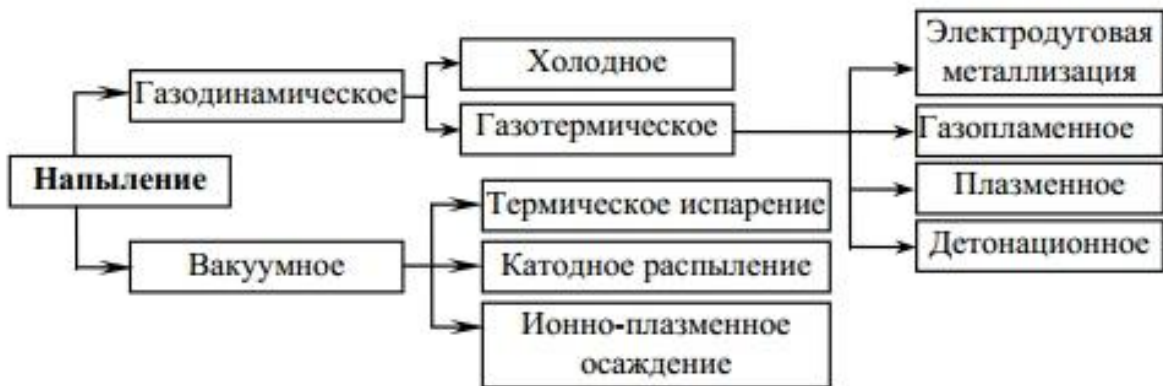 Напыление
Газодинамическое
Холодное
Газотермическое
Электродуговая
металлизация
Газопламенное
Плазменное
Детонационное
Вакуумное
Термическое испарение
Катодное распыление
Ионно-плазменное
осаждение